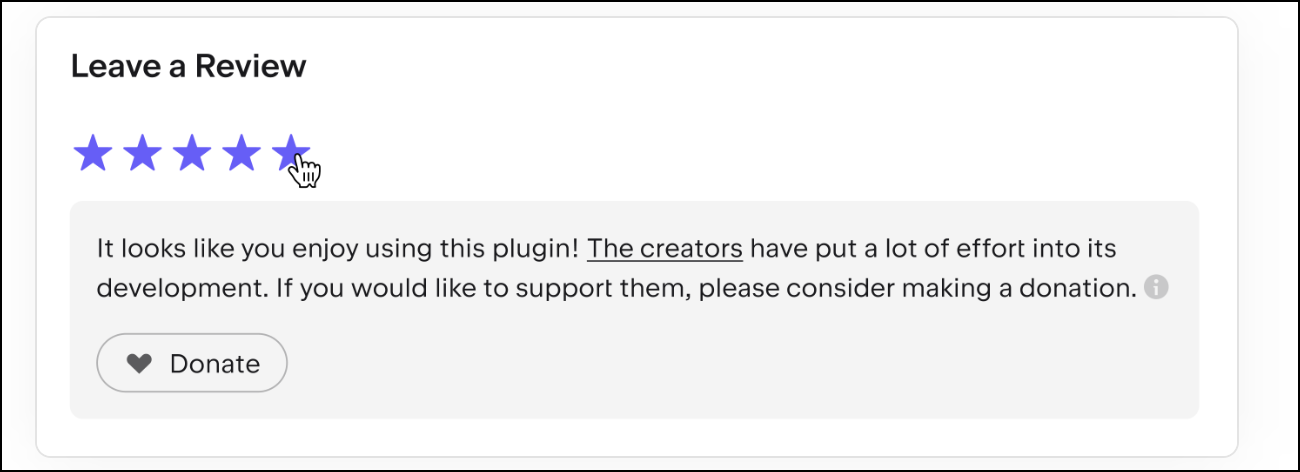 Leave a Review
It looks like you enjoy using this plugin! The creators have put a lot of effort into its
development. If you would like to support them, please consider making a donation.
Donate